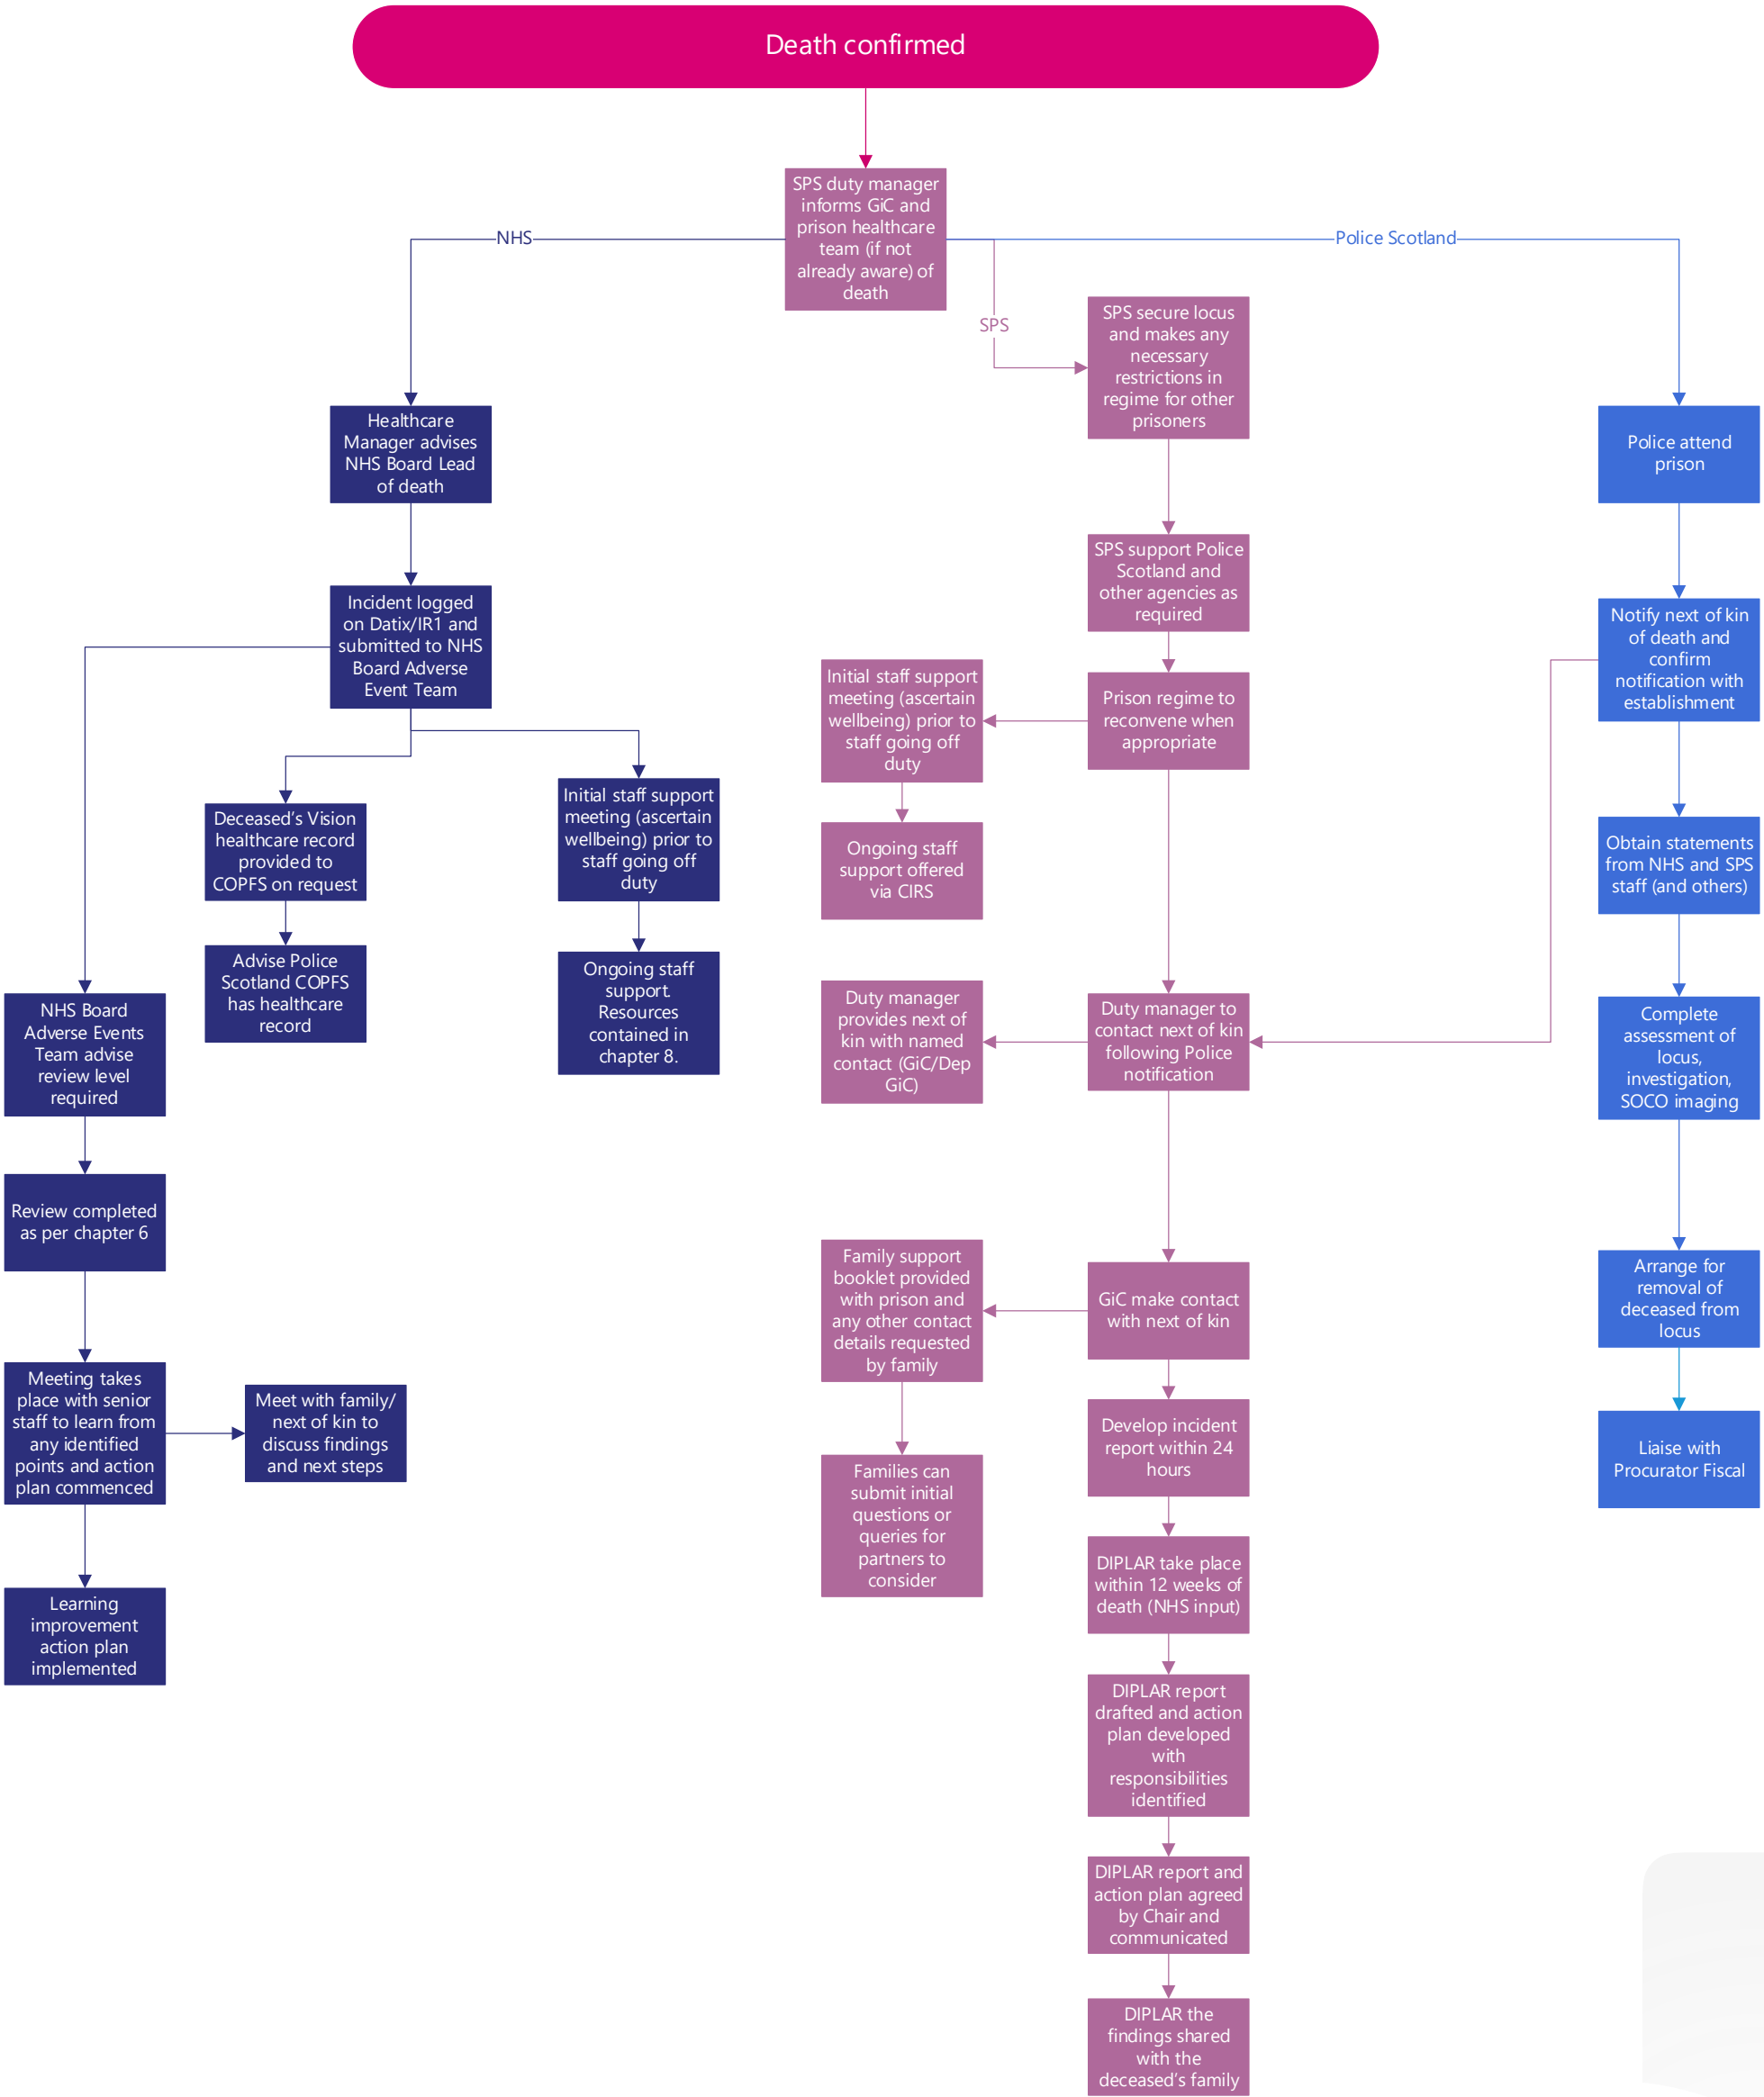 Death confirmed
SPS duty manager
informs GiC and
prison healthcare
team (if not
already aware) of
death
NHS
SPS
Police Scotland
Healthcare
Manager advises
NHS Board Lead
of death
Incident logged
on Datix/IR1 and
submitted to NHS
Board Adverse
Event Team
Deceased's Vision
healthcare record
provided to
COPFS on request
Advise Police
Scotland COPFS
has healthcare
record
Initial staff support
meeting (ascertain
wellbeing) prior to
staff going off
duty
Ongoing staff
support.
Resources
contained in
chapter 8.
NHS Board
Adverse Events
Team advise
review level
required
Review completed
as per chapter 6
Meeting takes
place with senior
staff to learn from
any identified
points and action
plan commenced
Meet with family/
next of kin to
discuss findings
and next steps
Learning
improvement
action plan
implemented
SPS secure locus
and makes any
necessary
restrictions in
regime for other
prisoners
SPS support Police
Scotland and
other agencies as
required
Prison regime to
reconvene when
appropriate
Initial staff support
meeting (ascertain
wellbeing) prior to
staff going off
duty
Ongoing staff
support offered
via CIRS
Duty manager to
contact next of kin
following Police
notification
Duty manager
provides next of
kin with named
contact (GiC/Dep
GiC)
GiC make contact
with next of kin
Family support
booklet provided
with prison and
any other contact
details requested
by family
Families can
submit initial
questions or
queries for
partners to
consider
Develop incident
report within 24
hours
DIPLAR take place
within 12 weeks of
death (NHS input)
DIPLAR report
drafted and action
plan developed
with
responsibilities
identified
DIPLAR report and
action plan agreed
by Chair and
communicated
DIPLAR the
findings shared
with the
deceased's family
Police attend
prison
Notify next of kin
of death and
confirm
notification with
establishment
Obtain statements
from NHS and SPS
staff (and others)
Complete
assessment of
locus,
investigation,
SOCO imaging
Arrange for
removal of
deceased from
locus
Liaise with
Procurator Fiscal